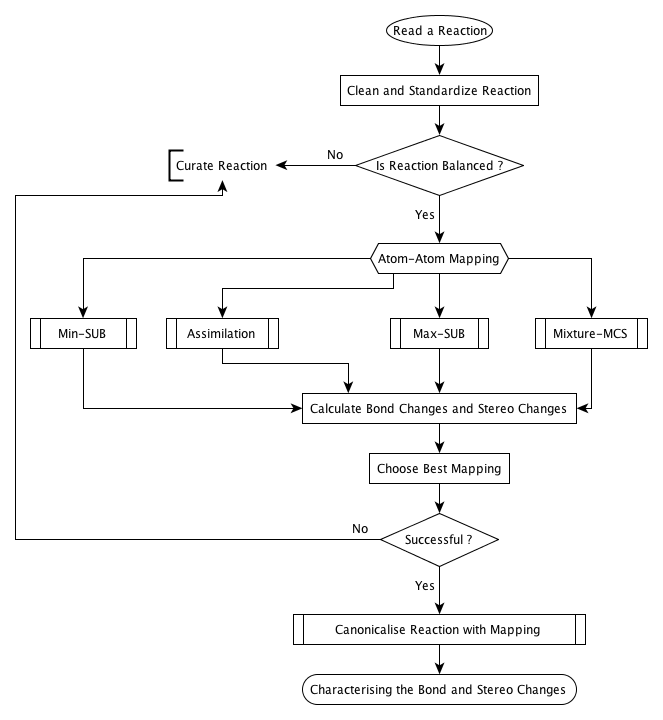 Read a Reaction
Clean and Standardize Reaction
Is Reaction Balanced ?
No
Curate Reaction
Yes
Atom-Atom Mapping
Min-SUB
Assimilation
Max-SUB
Mixture-MCS
Calculate Bond Changes and Stereo Changes
Choose Best Mapping
No
Successful ?
Yes
Canonicalise Reaction with Mapping
Characterising the Bond and Stereo Changes